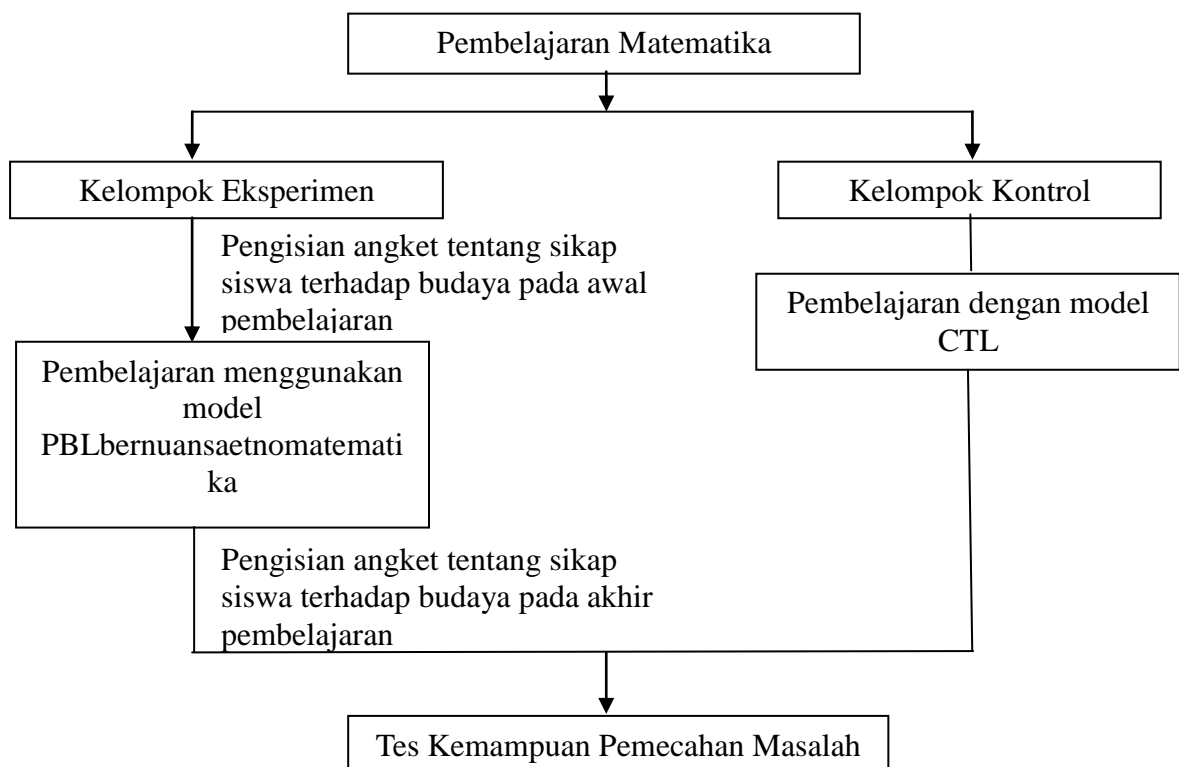 Pembelajaran Matematika
Kelompok Eksperimen
Kelompok Kontrol
Pengisian angket tentang sikap
siswa terhadap budaya pada awal
pembelajaran
Pembelajaran dengan model
CTL
Pembelajaran menggunakan
model
PBLbernuansaetnomatemati
ka
Pengisian angket tentang sikap
siswa terhadap budaya pada akhir
pembelajaran
Tes Kemampuan Pemecahan Masalah